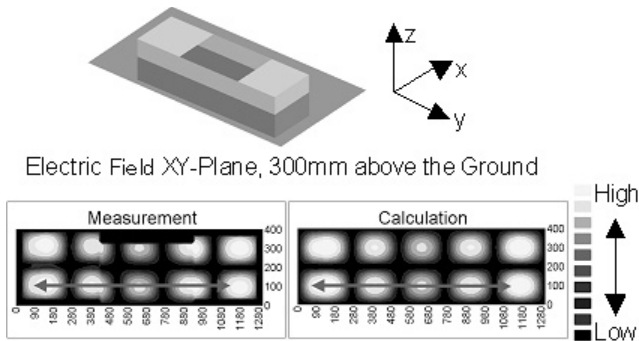 z
x
y
Electric Field XY-Plane, 300mm above the Ground
Measurement
400
300
200
100
0
0 90 180 280 380 480 580 680 780 880 980 1080 1180 1280
Calculation
400
300
200
100
0
0 90 180 280 380 480 580 680 780 880 980 1080 1180 1280
High
Low